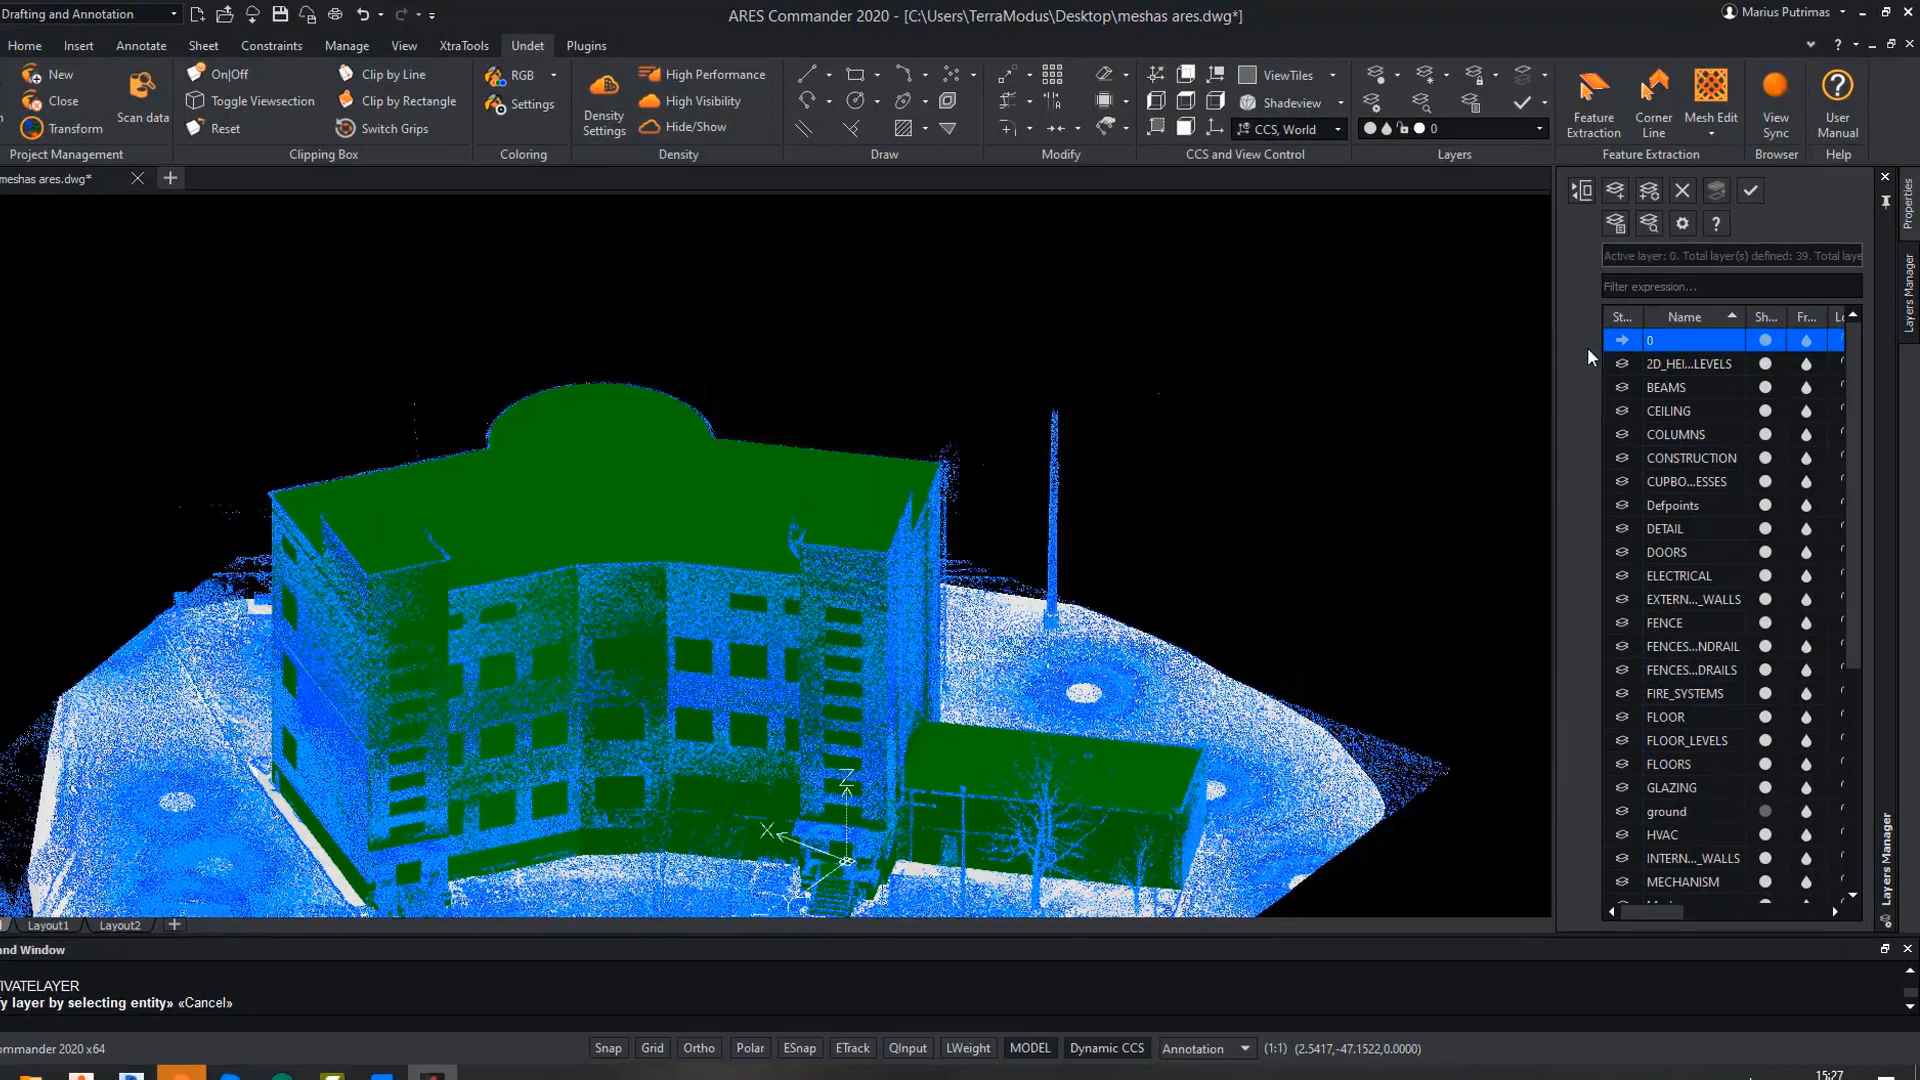 Drafting and Annotation
ARES Commander 2020 - [C:\Users\TerraModus\Desktop\meshas ares.dwg*]
Marius Putrimas
Home Insert Annotate Sheet Constraints Manage View XtraTools Undet Plugins
New
Close
Transform
Scan data
Project Management
On|Off
Toggle Viewsection
Reset
Clip by Line
Clip by Rectangle
Switch Grips
Clipping Box
RGB
Settings
Coloring
Density
Settings
High Performance
High Visibility
Hide/Show
Density
Draw
Modify
ViewTiles
Shadeview
CCS, World
CCS and View Control
0
Layers
Feature
Extraction
Corner
Line
Mesh Edit
Feature Extraction
View
Sync
Browser
User
Manual
Help
meshas ares.dwg*
Active layer: 0. Total layer(s) defined: 39. Total laye
Filter expression...
St... Name Sh... Fr... Lo
0
2D_HEI...LEVELS
BEAMS
CEILING
COLUMNS
CONSTRUCTION
CUPBO...ESSES
Defpoints
DETAIL
DOORS
ELECTRICAL
EXTERN..._WALLS
FENCE
FENCES...NDRAIL
FENCES...DRAILS
FIRE_SYSTEMS
FLOOR
FLOOR_LEVELS
FLOORS
GLAZING
ground
HVAC
INTERN..._WALLS
MECHANISM
Properties
Layers Manager
Layers Manager
Z
X
Layout1 Layout2
and Window
IVATELAYER
y layer by selecting entity» «Cancel»
ommander 2020 x64
Snap Grid Ortho Polar ESnap ETrack QInput LWeight MODEL Dynamic CCS Annotation (1:1) (2.5417,-47.1522,0.0000)
15:27